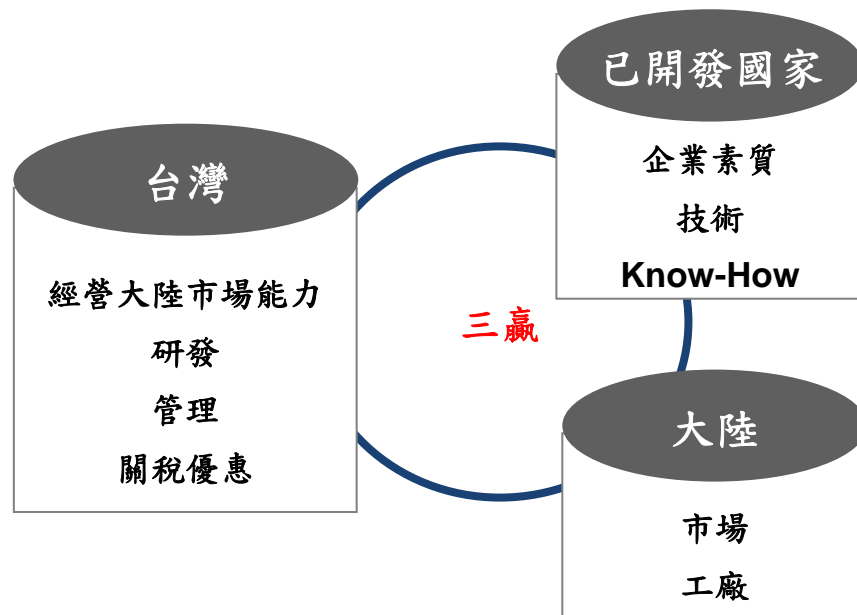 已開發國家
企業素質
技術
Know-How
台灣
經營大陸市場能力
研發
管理
關稅優惠
三贏
大陸
市場
工廠